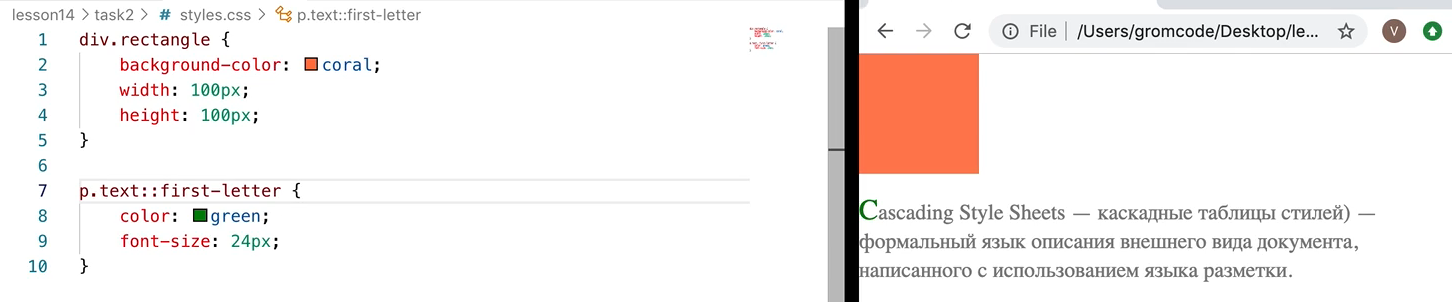 lesson14 > task2 > # styles.css > p.text::first-letter
1 div.rectangle {
2 background-color: coral;
3 width: 100px;
4 height: 100px;
5 }
6
7 p.text::first-letter {
8 color: green;
9 font-size: 24px;
10 }
File /Users/gromcode/Desktop/le...
V
Cascading Style Sheets — каскадные таблицы стилей) —
формальный язык описания внешнего вида документа,
написанного с использованием языка разметки.